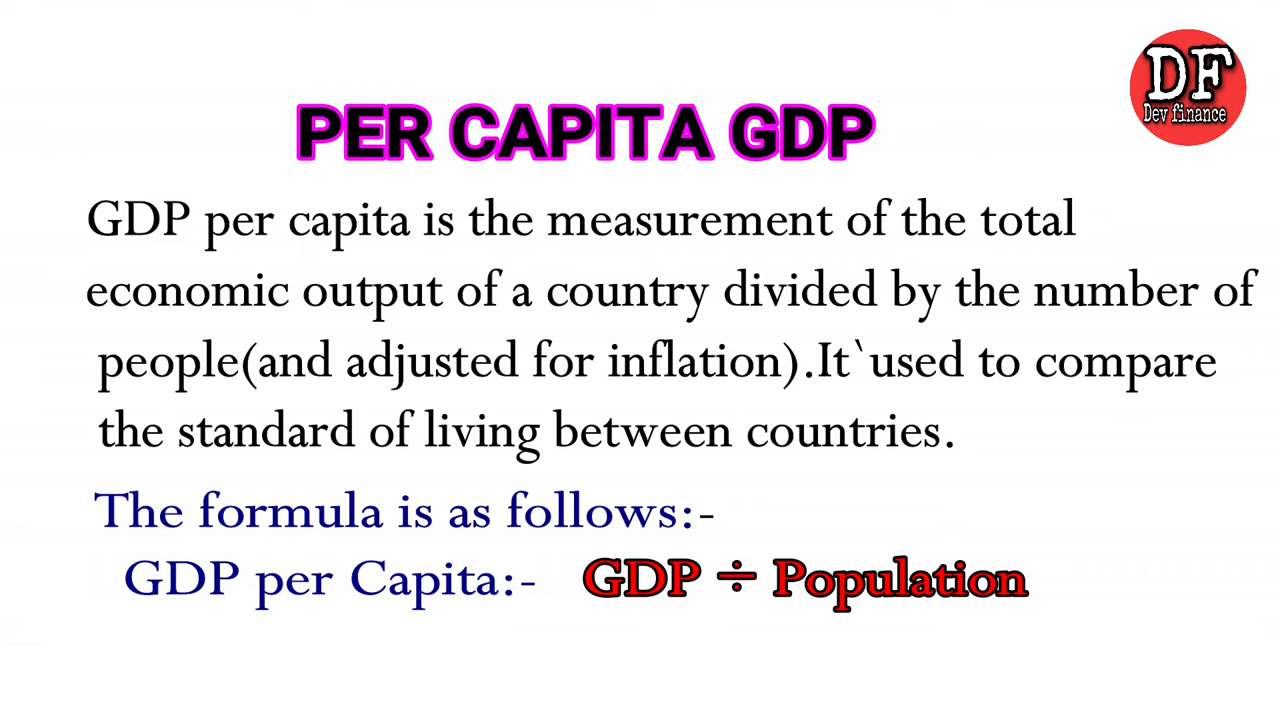 DF
Dev finance
PER CAPITA GDP
GDP per capita is the measurement of the total
economic output of a country divided by the number of
people(and adjusted for inflation).It`used to compare
the standard of living between countries.
The formula is as follows:-
GDP per Capita:- GDP ÷ Population